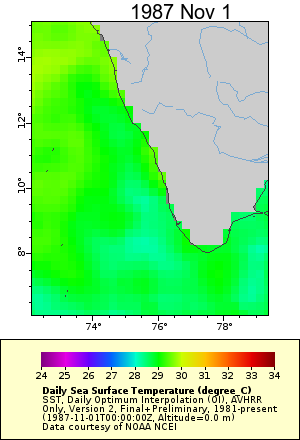 1987 Nov 1
14°
12°
10°
8°
74° 76° 78°
24 25 26 27 28 29 30 31 32 33 34
Daily Sea Surface Temperature (degree_C)
SST, Daily Optimum Interpolation (OI), AVHRR
Only, Version 2, Final+Preliminary, 1981-present
(1987-11-01T00:00:00Z, Altitude=0.0 m)
Data courtesy of NOAA NCEI